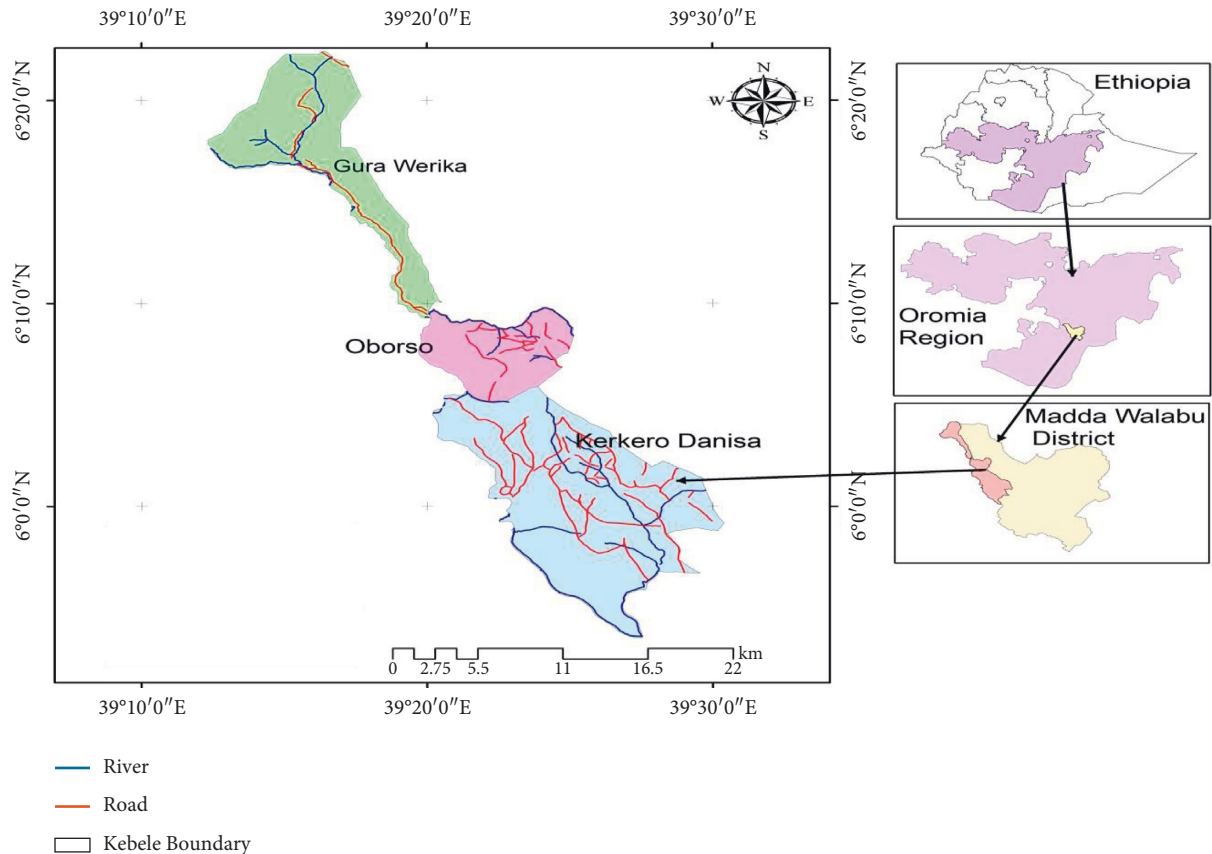 39°10′0″E 39°20′0″E 39°30′0″E
6°20′0″N
6°10′0″N
6°0′0″N
N
W E
S
Gura Werika
Oborso
Kerkero Danisa
km
0 2.75 5.5 11 16.5 22
6°20′0″N
6°10′0″N
6°0′0″N
39°10′0″E 39°20′0″E 39°30′0″E
Ethiopia
Oromia
Region
Madda Walabu
District
River
Road
Kebele Boundary